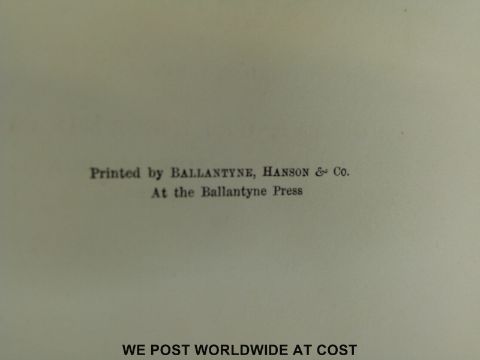 Printed by BALLANTYNE, HANSON & Co.
At the Ballantyne Press
WE POST WORLDWIDE AT COST